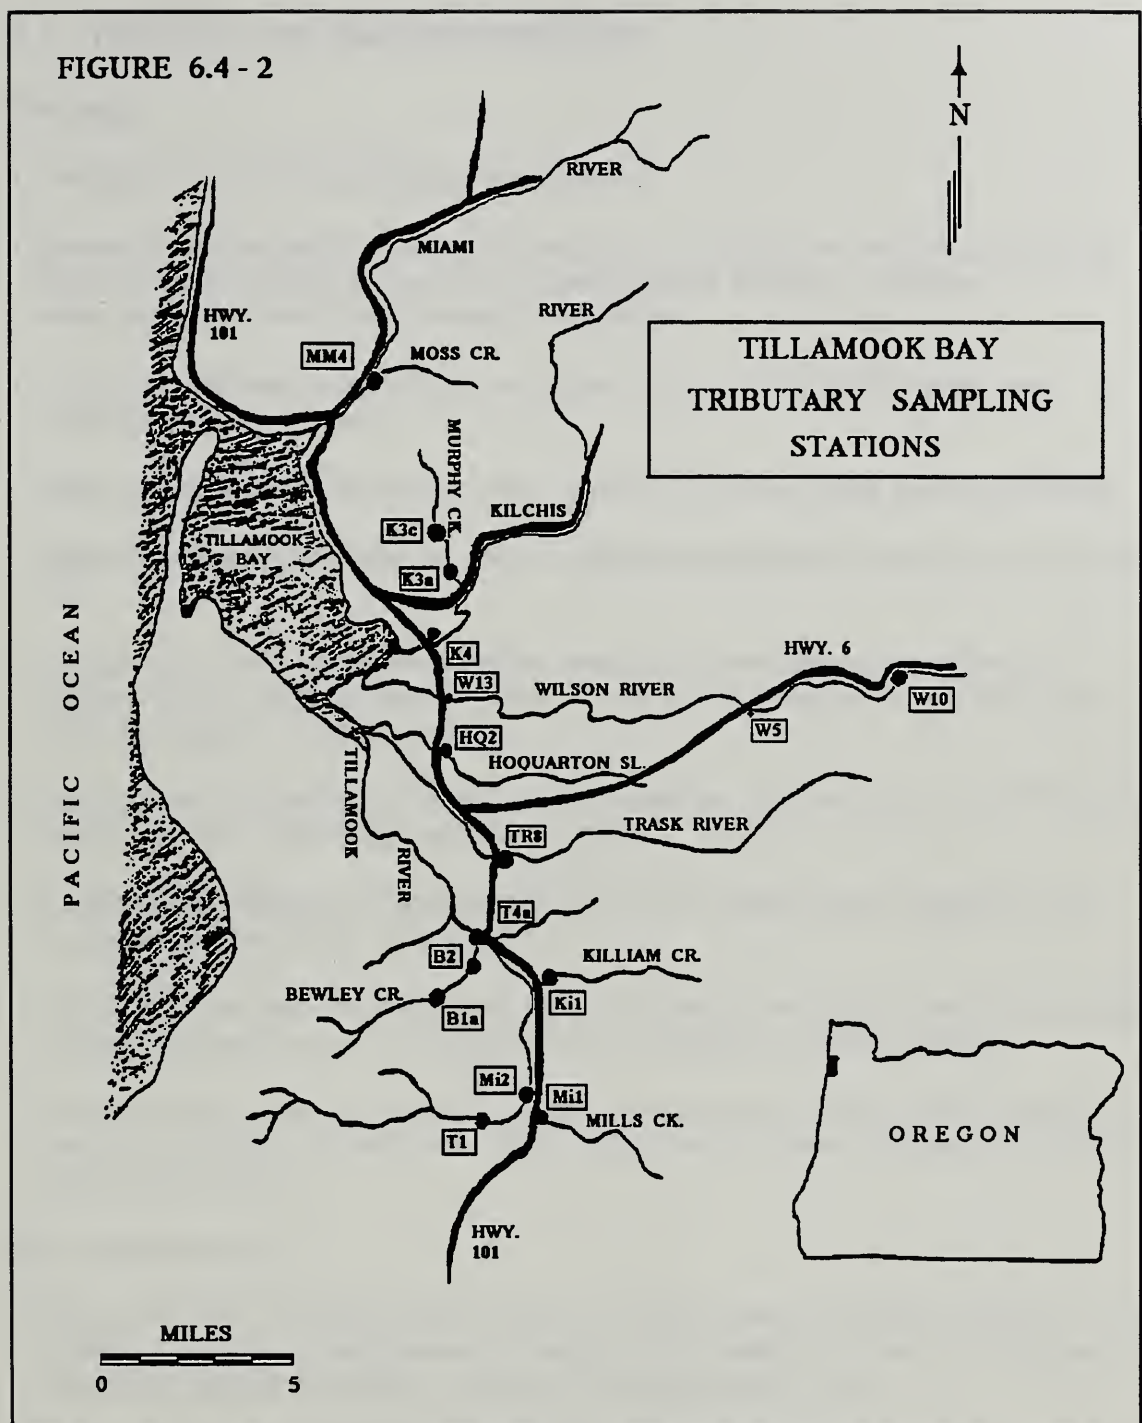 FIGURE 6.4 - 2
N
RIVER
MIAMI
HWY.
101
RIVER
MM4
MOSS CR.
TILLAMOOK BAY
TRIBUTARY SAMPLING
STATIONS
MURPHY CK.
KILCHIS
K3c
TILLAMOOK
BAY
K3a
PACIFIC OCEAN
K4
HWY. 6
W13
WILSON RIVER
W10
W5
HQ2
HOQUARTON SL.
TILLAMOOK
RIVER
TR8
TRASK RIVER
T4a
B2
KILLIAM CR.
BEWLEY CR.
B1a
Ki1
Mi2
Mi1
MILLS CK.
T1
OREGON
HWY.
101
MILES
0 5